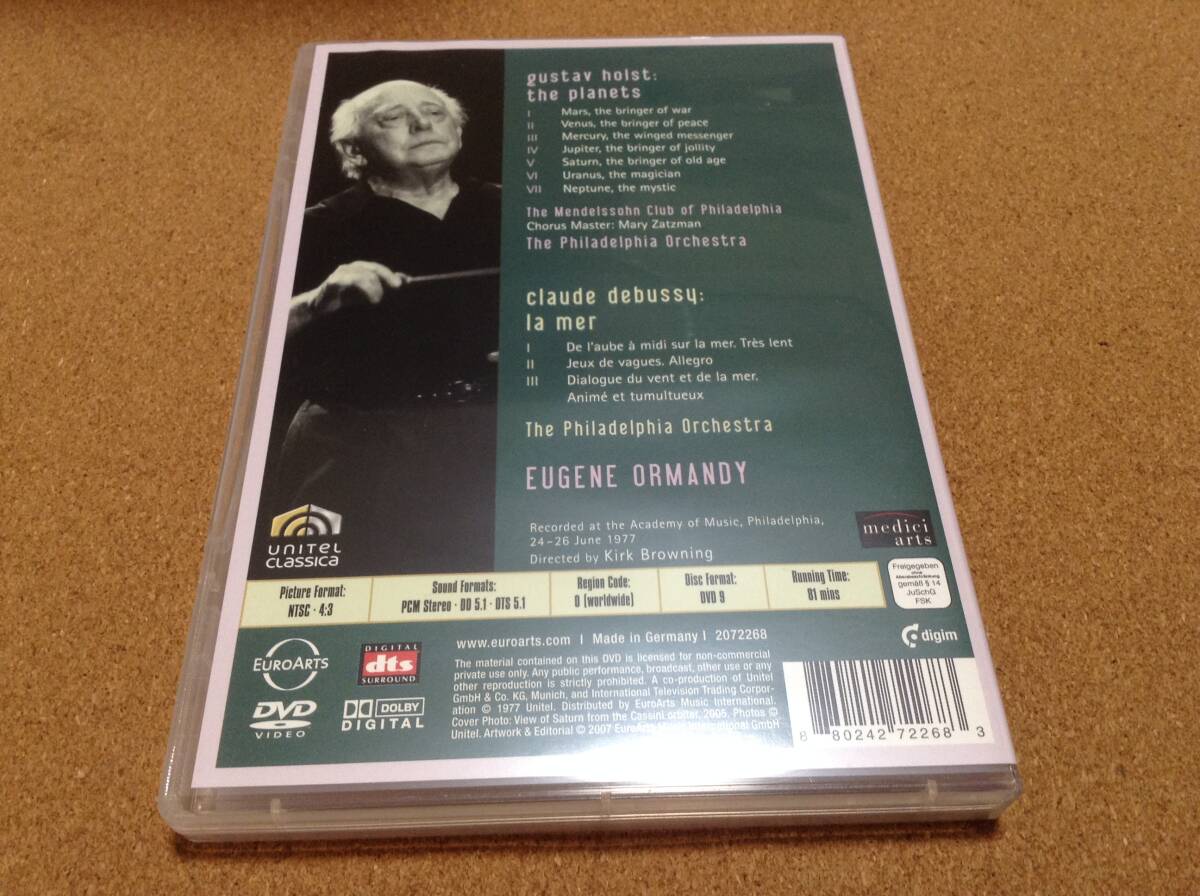 gustav holst:
the planets
I Mars, the bringer of war
II Venus, the bringer of peace
III Mercury, the winged messenger
IV Jupiter, the bringer of jollity
V Saturn, the bringer of old age
VI Uranus, the magician
VII Neptune, the mystic
The Mendelssohn Club of Philadelphia
Chorus Master: Mary Zatzman
The Philadelphia Orchestra
claude debussy:
la mer
I De l'aube à midi sur la mer. Très lent
II Jeux de vagues. Allegro
III Dialogue du vent et de la mer.
Animé et tumultueux
The Philadelphia Orchestra
EUGENE ORMANDY
Recorded at the Academy of Music, Philadelphia,
24–26 June 1977
Directed by Kirk Browning
UNITEL
CLASSICA
medici
arts
Picture Format:
NTSC · 4:3
Sound Formats:
PCM Stereo · DD 5.1 · DTS 5.1
Region Code:
0 (worldwide)
Disc Format:
DVD 9
Running Time:
81 mins
Freigegeben
ohne
Altersbeschränkung
gemäß § 14
JuSchG
FSK
digim
www.euroarts.com | Made in Germany | 2072268
The material contained on this DVD is licensed for non-commercial
private use only. Any public performance, broadcast, other use or any
other reproduction is strictly prohibited. A co-production of Unitel
GmbH & Co. KG, Munich, and International Television Trading Corpor-
ation © 1977 Unitel. Distributed by EuroArts Music International.
Cover Photo: View of Saturn from the Cassini orbiter, 2005. Photos ©
Unitel. Artwork & Editorial © 2007 EuroArts Music International GmbH
EUROARTS
DIGITAL
dts
SURROUND
DVD
VIDEO
DOLBY
DIGITAL
8 80242 72268 3